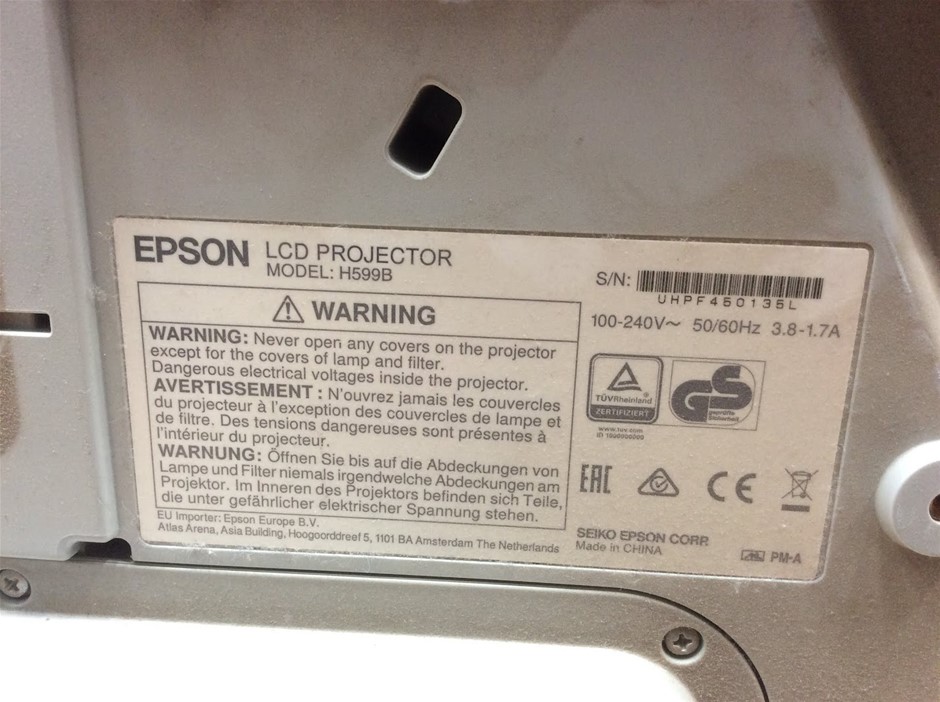 EPSON LCD PROJECTOR
MODEL: H599B
S/N:
UHPF450135L
100-240V~ 50/60Hz 3.8-1.7A
WARNING
WARNING: Never open any covers on the projector
except for the covers of lamp and filter.
Dangerous electrical voltages inside the projector.
AVERTISSEMENT : N'ouvrez jamais les couvercles
du projecteur à l'exception des couvercles de lampe et
de filtre. Des tensions dangereuses sont présentes à
l'intérieur du projecteur.
WARNUNG: Öffnen Sie bis auf die Abdeckungen von
Lampe und Filter niemals irgendwelche Abdeckungen am
Projektor. Im Inneren des Projektors befinden sich Teile,
die unter gefährlicher elektrischer Spannung stehen.
EU Importer: Epson Europe B.V.
Atlas Arena, Asia Building, Hoogoorddreef 5, 1101 BA Amsterdam The Netherlands
TÜVRheinland
ZERTIFIZIERT
www.tuv.com
GS
geprüfte
Sicherheit
EAC
CE
SEIKO EPSON CORP.
Made in CHINA
PM-A